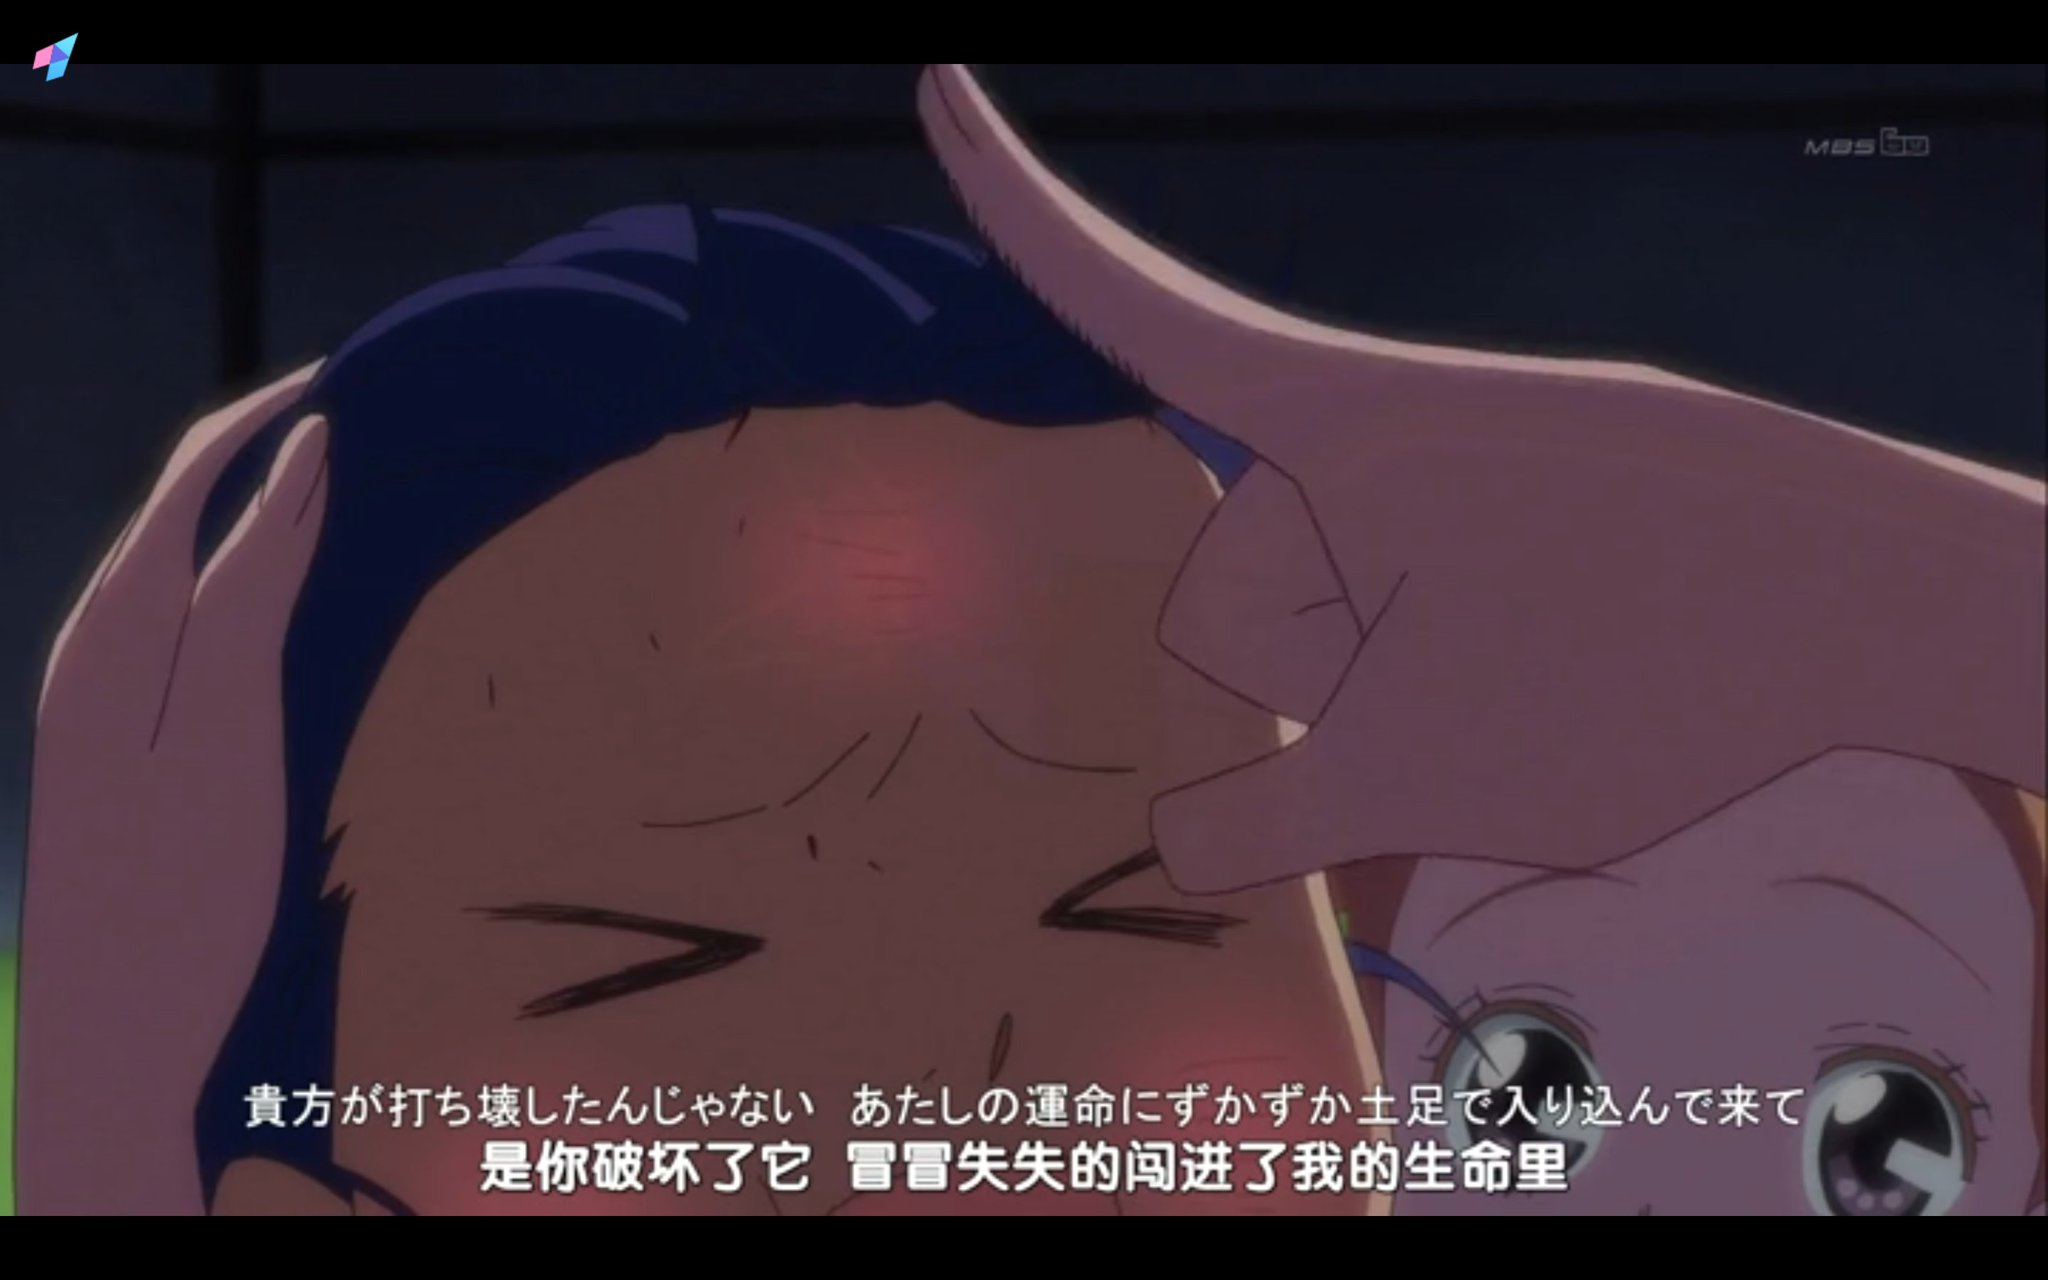 MBS
貴方が打ち壊したんじゃない　あたしの運命にずかずか土足で入り込んで来て
是你破坏了它 冒冒失失的闯进了我的生命里